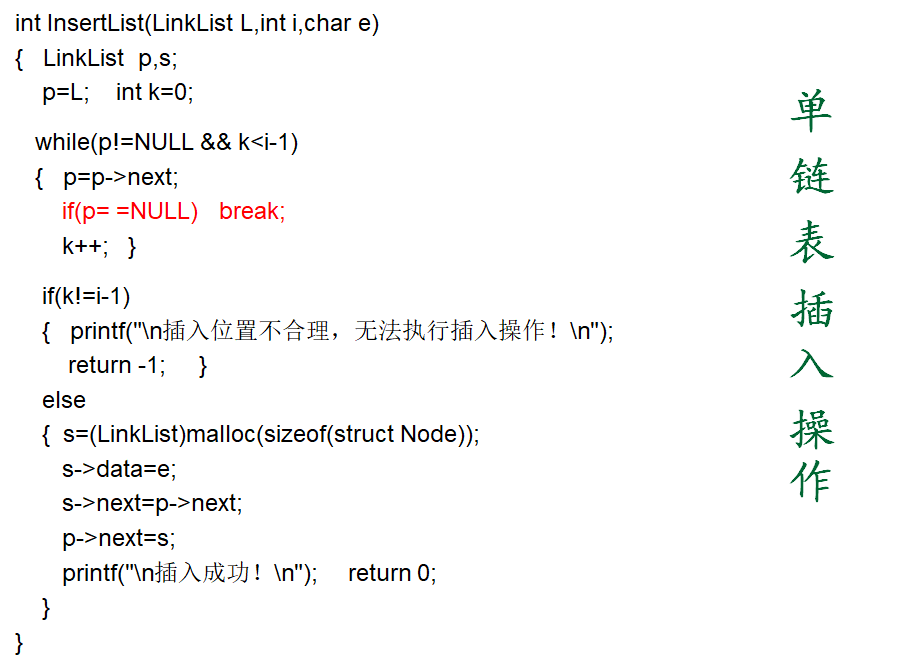 int InsertList(LinkList L,int i,char e)
{ LinkList p,s;
p=L; int k=0;
while(p!=NULL && k<i-1)
{ p=p->next;
if(p= =NULL) break;
k++; }
if(k!=i-1)
{ printf("\n插入位置不合理，无法执行插入操作！\n");
return -1; }
else
{ s=(LinkList)malloc(sizeof(struct Node));
s->data=e;
s->next=p->next;
p->next=s;
printf("\n插入成功！\n"); return 0;
}
}
单链表插入操作